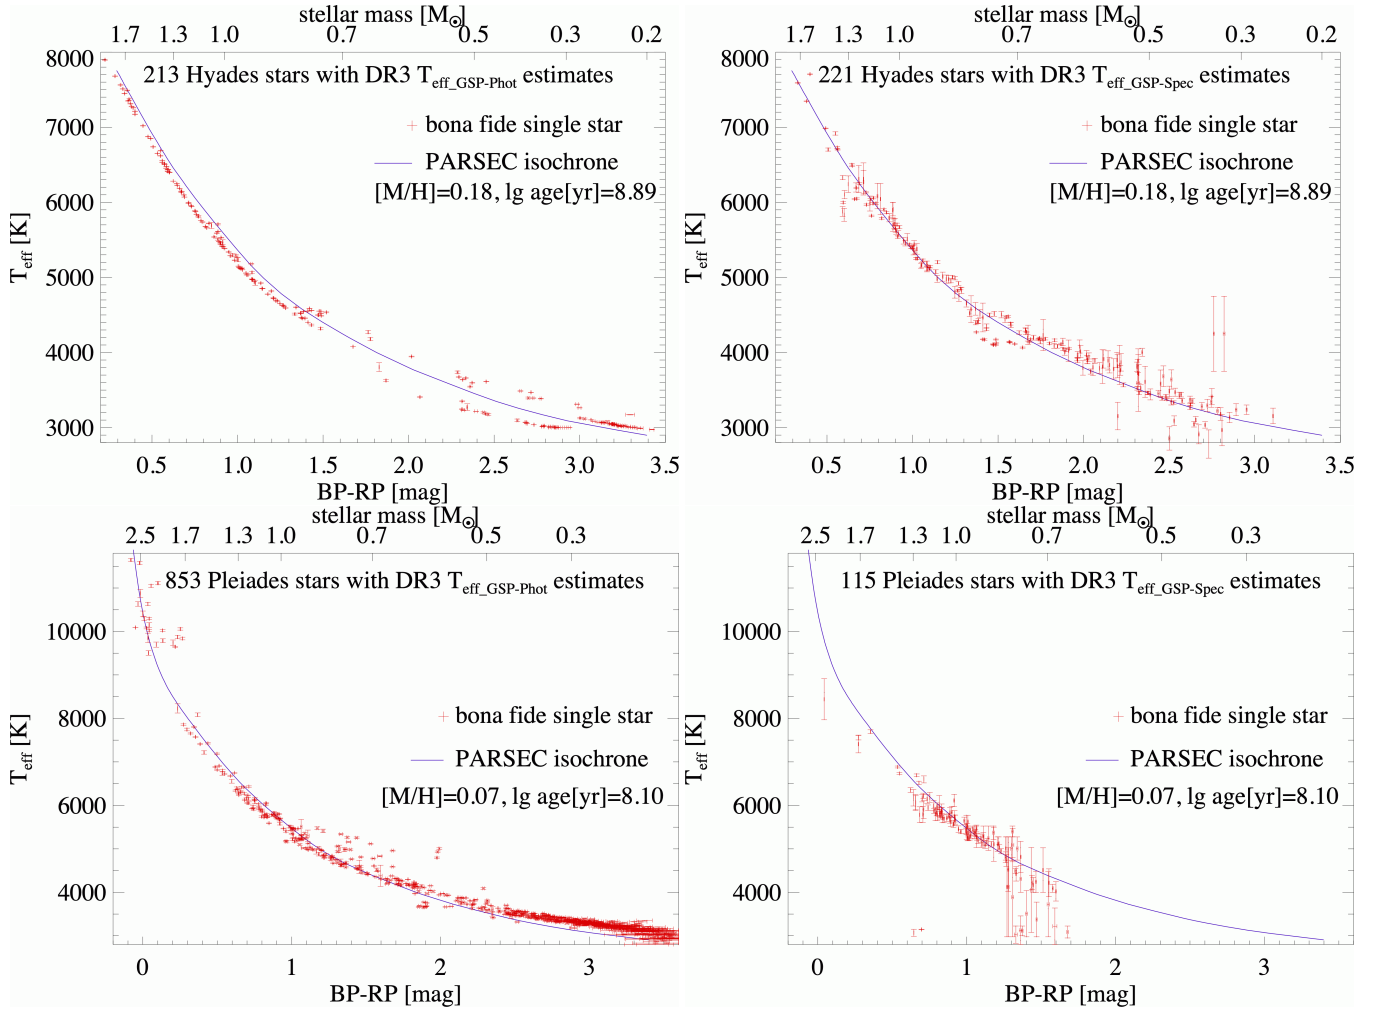 stellar mass [M☉]
1.7 1.3 1.0 0.7 0.5 0.3 0.2
213 Hyades stars with DR3 Teff_GSP-Phot estimates
bona fide single star
PARSEC isochrone
[M/H]=0.18, lg age[yr]=8.89
8000
7000
6000
5000
4000
3000
Teff [K]
0.5 1.0 1.5 2.0 2.5 3.0 3.5
BP-RP [mag]
stellar mass [M☉]
1.7 1.3 1.0 0.7 0.5 0.3 0.2
221 Hyades stars with DR3 Teff_GSP-Spec estimates
bona fide single star
PARSEC isochrone
[M/H]=0.18, lg age[yr]=8.89
8000
7000
6000
5000
4000
3000
Teff [K]
0.5 1.0 1.5 2.0 2.5 3.0 3.5
BP-RP [mag]
stellar mass [M☉]
2.5 1.7 1.3 1.0 0.7 0.5 0.3
853 Pleiades stars with DR3 Teff_GSP-Phot estimates
bona fide single star
PARSEC isochrone
[M/H]=0.07, lg age[yr]=8.10
10000
8000
6000
4000
Teff [K]
0 1 2 3
BP-RP [mag]
stellar mass [M☉]
2.5 1.7 1.3 1.0 0.7 0.5 0.3
115 Pleiades stars with DR3 Teff_GSP-Spec estimates
bona fide single star
PARSEC isochrone
[M/H]=0.07, lg age[yr]=8.10
10000
8000
6000
4000
Teff [K]
0 1 2 3
BP-RP [mag]